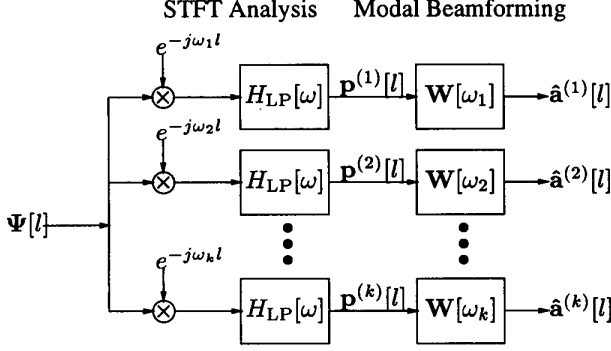 STFT Analysis Modal Beamforming
e^{-jω_1 l}
H_LP[ω] p^(1)[l] W[ω_1] â^(1)[l]
e^{-jω_2 l}
H_LP[ω] p^(2)[l] W[ω_2] â^(2)[l]
Ψ[l]
e^{-jω_k l}
H_LP[ω] p^(k)[l] W[ω_k] â^(k)[l]